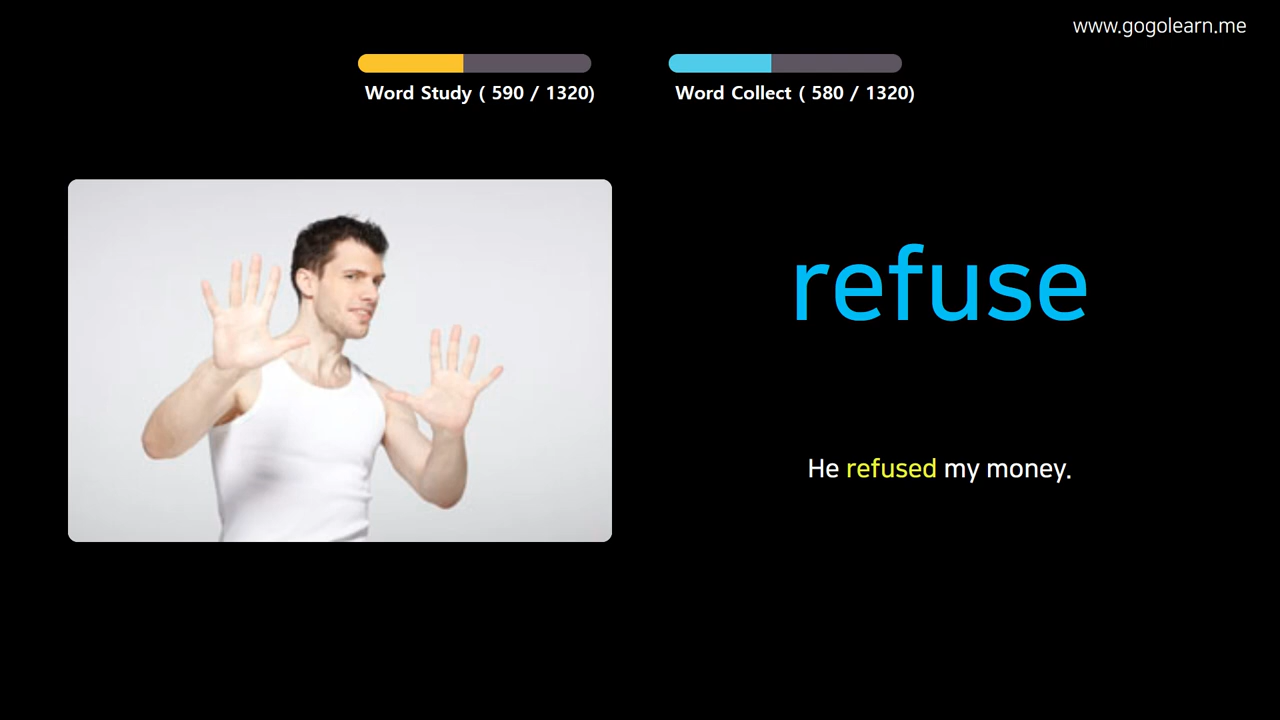 www.gogolearn.me
Word Study ( 590 / 1320)
Word Collect ( 580 / 1320)
refuse
He refused my money.